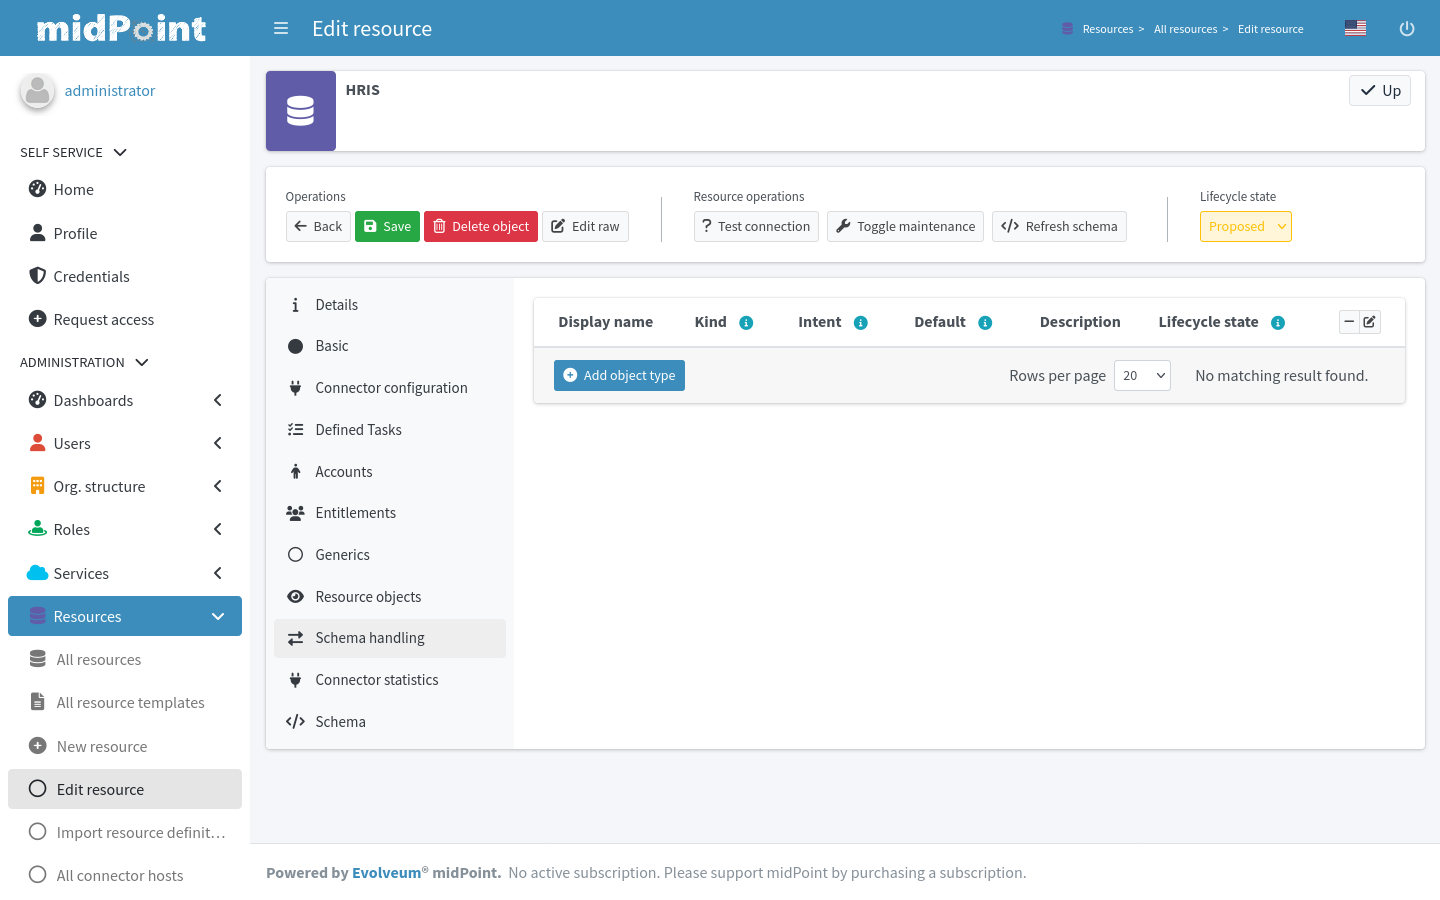 midPoint
Edit resource
Resources > All resources > Edit resource
administrator
SELF SERVICE
Home
Profile
Credentials
Request access
ADMINISTRATION
Dashboards
Users
Org. structure
Roles
Services
Resources
All resources
All resource templates
New resource
Edit resource
Import resource definit...
All connector hosts
HRIS
Up
Operations
Back
Save
Delete object
Edit raw
Resource operations
Test connection
Toggle maintenance
Refresh schema
Lifecycle state
Proposed
Details
Basic
Connector configuration
Defined Tasks
Accounts
Entitlements
Generics
Resource objects
Schema handling
Connector statistics
Schema
Display name Kind Intent Default Description Lifecycle state
Add object type
Rows per page 20 No matching result found.
Powered by Evolveum® midPoint. No active subscription. Please support midPoint by purchasing a subscription.